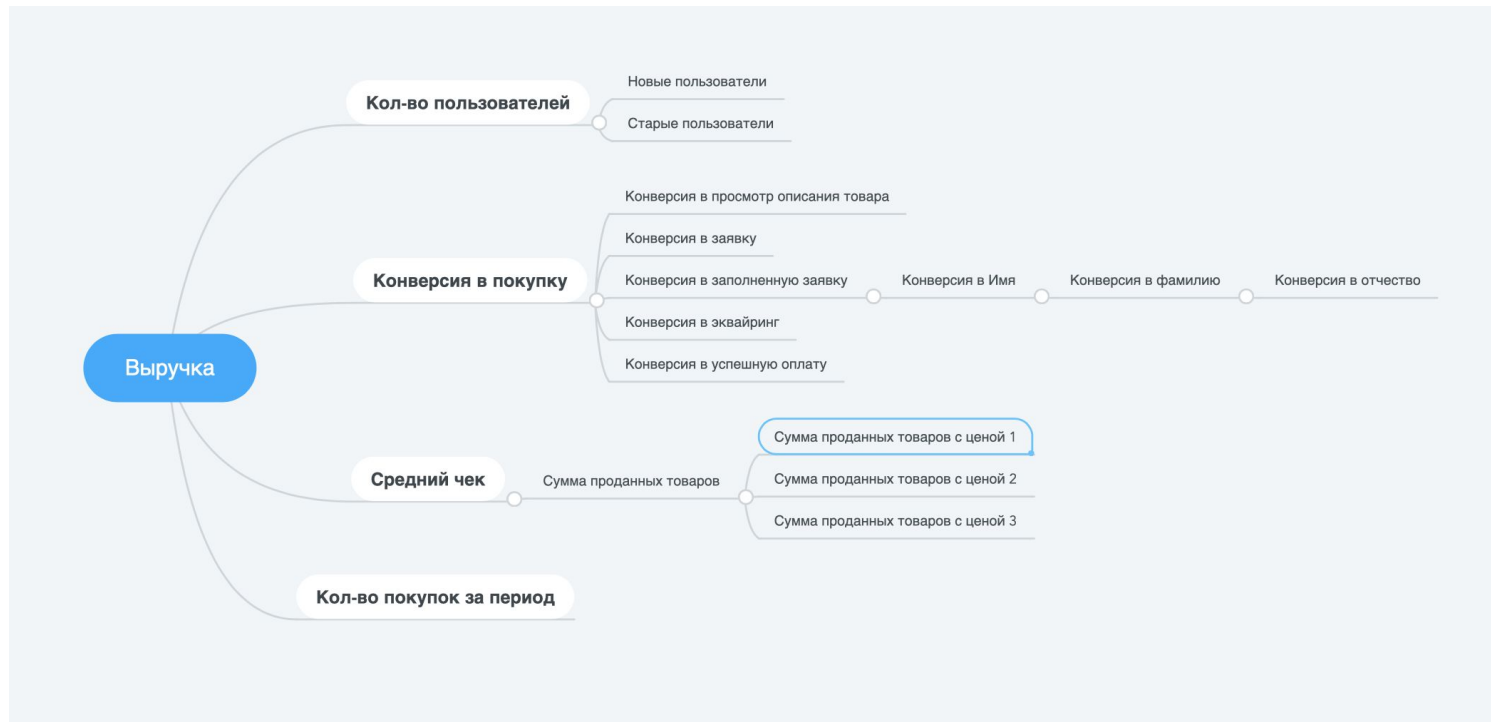 Выручка
Кол-во пользователей
Новые пользователи
Старые пользователи
Конверсия в покупку
Конверсия в просмотр описания товара
Конверсия в заявку
Конверсия в заполненную заявку
Конверсия в Имя
Конверсия в фамилию
Конверсия в отчество
Конверсия в эквайринг
Конверсия в успешную оплату
Средний чек
Сумма проданных товаров
Сумма проданных товаров с ценой 1
Сумма проданных товаров с ценой 2
Сумма проданных товаров с ценой 3
Кол-во покупок за период